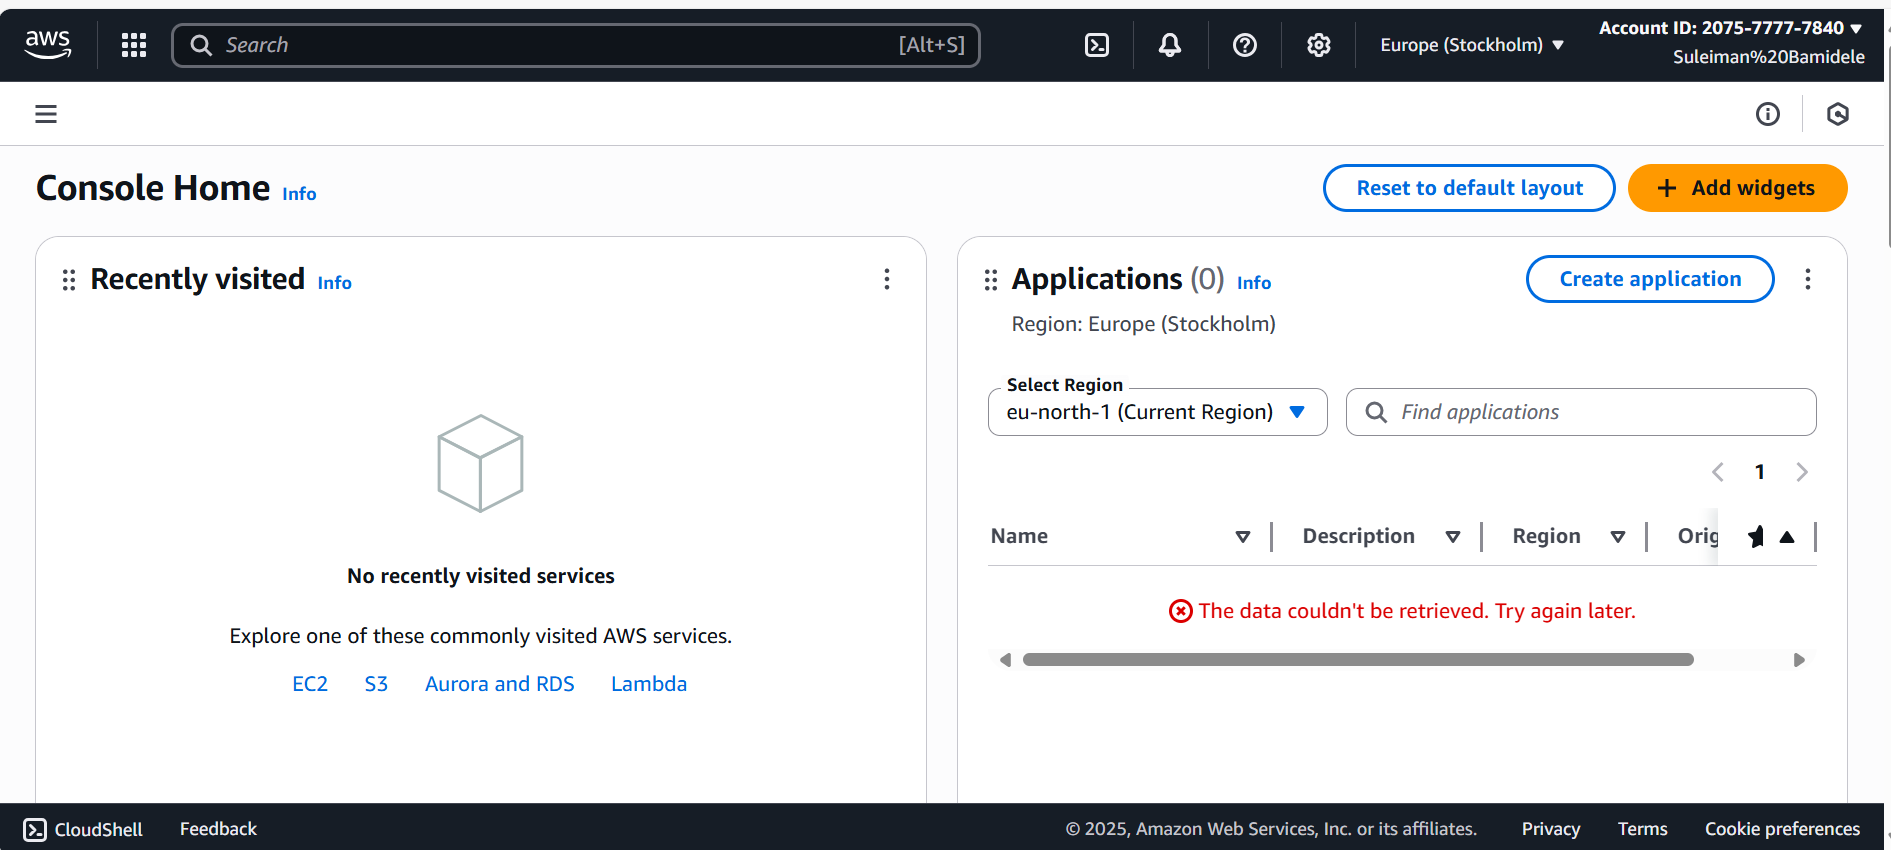 aws
Search [Alt+S]
Europe (Stockholm)
Account ID: 2075-7777-7840
Suleiman%20Bamidele
Console Home Info
Reset to default layout
Add widgets
Recently visited Info
No recently visited services
Explore one of these commonly visited AWS services.
EC2 S3 Aurora and RDS Lambda
Applications (0) Info
Create application
Region: Europe (Stockholm)
Select Region
eu-north-1 (Current Region)
Find applications
1
Name Description Region Orig
The data couldn't be retrieved. Try again later.
CloudShell Feedback © 2025, Amazon Web Services, Inc. or its affiliates. Privacy Terms Cookie preferences